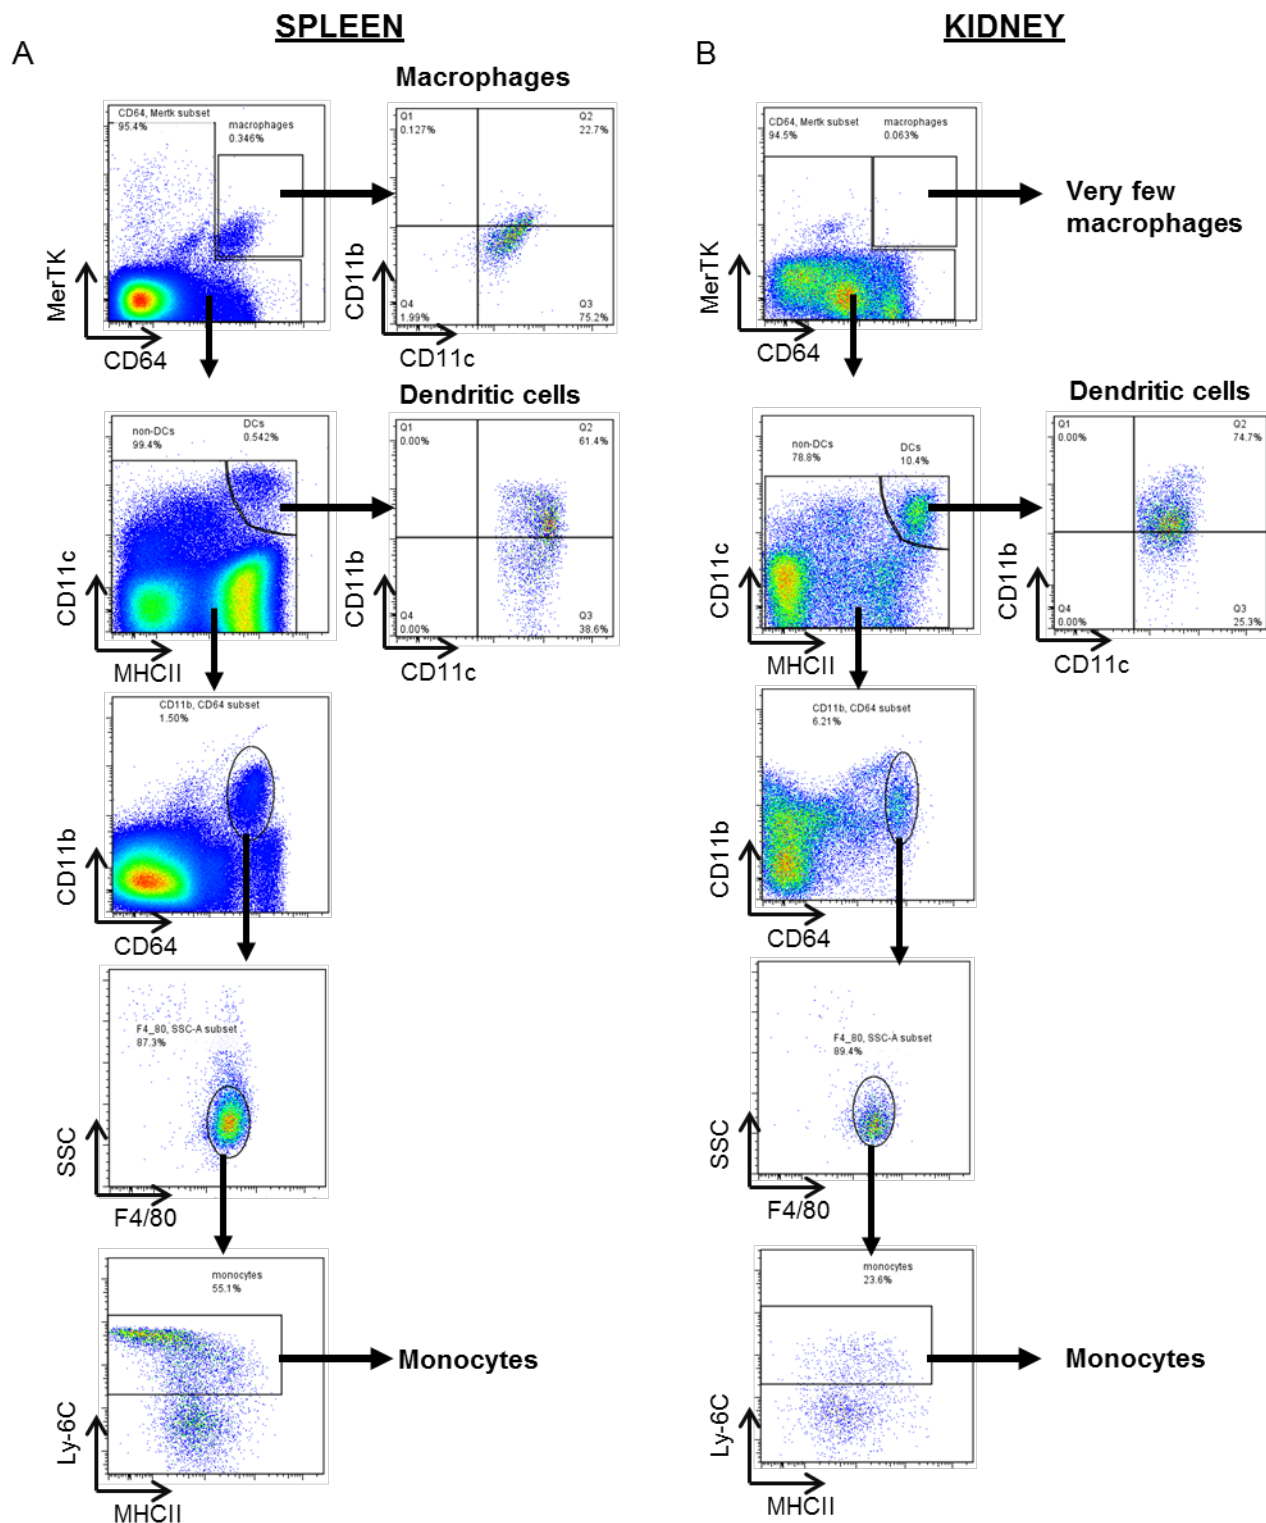 SPLEEN
A
Macrophages
CD64, Mertk subset
95.4%
macrophages
0.346%
Q1
0.127%
Q2
22.7%
Q4
1.99%
Q3
75.2%
MerTK
CD64
CD11b
CD11c
Dendritic cells
non-DCs
99.4%
DCs
0.542%
Q1
0.00%
Q2
61.4%
Q4
0.00%
Q3
38.6%
CD11c
MHCII
CD11b
CD11c
CD11b, CD64 subset
1.50%
CD11b
CD64
F4_80, SSC-A subset
87.3%
SSC
F4/80
monocytes
55.1%
Monocytes
Ly-6C
MHCII
KIDNEY
B
CD64, Mertk subset
94.5%
macrophages
0.063%
Very few
macrophages
MerTK
CD64
Dendritic cells
non-DCs
78.8%
DCs
10.4%
Q1
0.00%
Q2
74.7%
Q4
0.00%
Q3
25.3%
CD11c
MHCII
CD11b
CD11c
CD11b, CD64 subset
6.21%
CD11b
CD64
F4_80, SSC-A subset
89.4%
SSC
F4/80
monocytes
23.6%
Monocytes
Ly-6C
MHCII